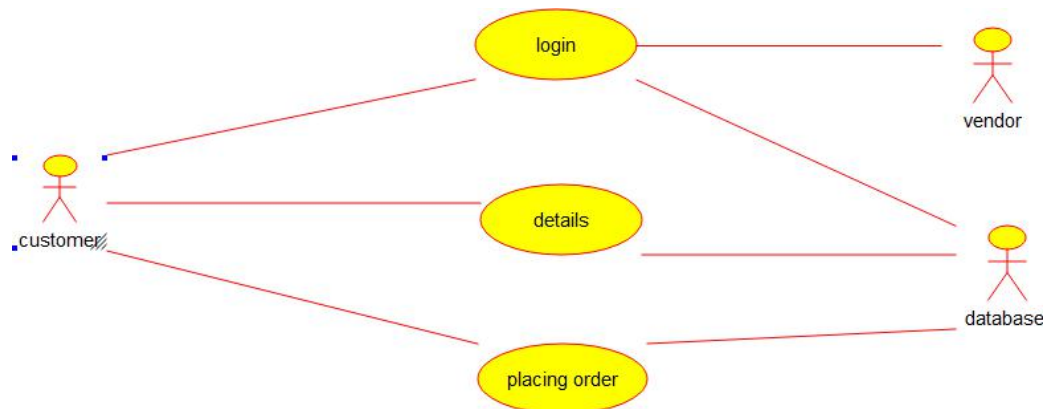 login
vendor
customer
details
database
placing order